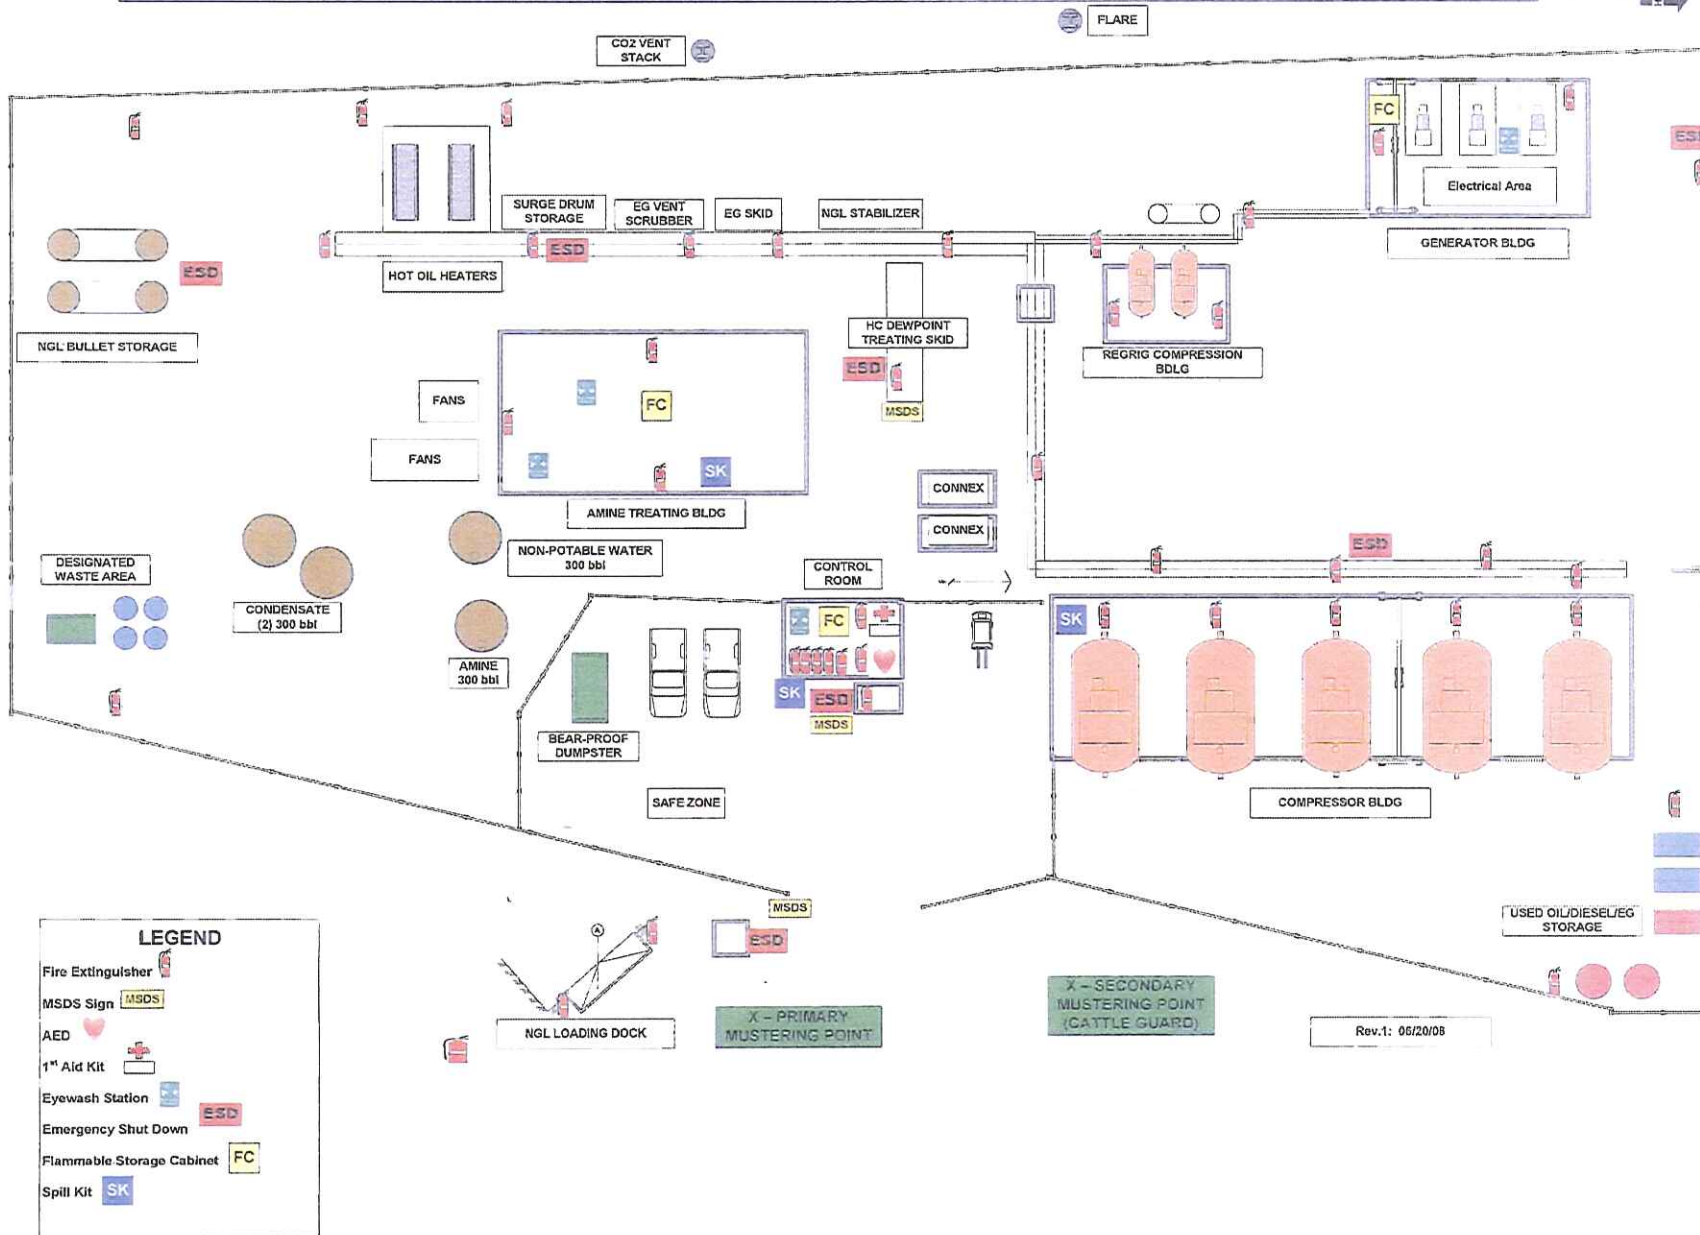 FLARE
CO2 VENT
STACK
FC
ESD
Electrical Area
GENERATOR BLDG
SURGE DRUM
STORAGE
EG VENT
SCRUBBER
EG SKID
NGL STABILIZER
ESD
ESD
HOT OIL HEATERS
NGL BULLET STORAGE
HC DEWPOINT
TREATING SKID
ESD
MSDS
REGRIG COMPRESSION
BDLG
FANS
FANS
FC
SK
AMINE TREATING BLDG
CONNEX
CONNEX
NON-POTABLE WATER
300 bbl
DESIGNATED
WASTE AREA
CONDENSATE
(2) 300 bbl
AMINE
300 bbl
CONTROL
ROOM
FC
SK
ESD
MSDS
ESD
SK
BEAR-PROOF
DUMPSTER
SAFE ZONE
COMPRESSOR BLDG
MSDS
ESD
A
NGL LOADING DOCK
X – PRIMARY
MUSTERING POINT
X – SECONDARY
MUSTERING POINT
(CATTLE GUARD)
USED OIL/DIESEL/EG
STORAGE
Rev.1: 06/20/08
LEGEND
Fire Extinguisher
MSDS Sign MSDS
AED
1st Aid Kit
Eyewash Station
ESD
Emergency Shut Down
Flammable Storage Cabinet FC
Spill Kit SK